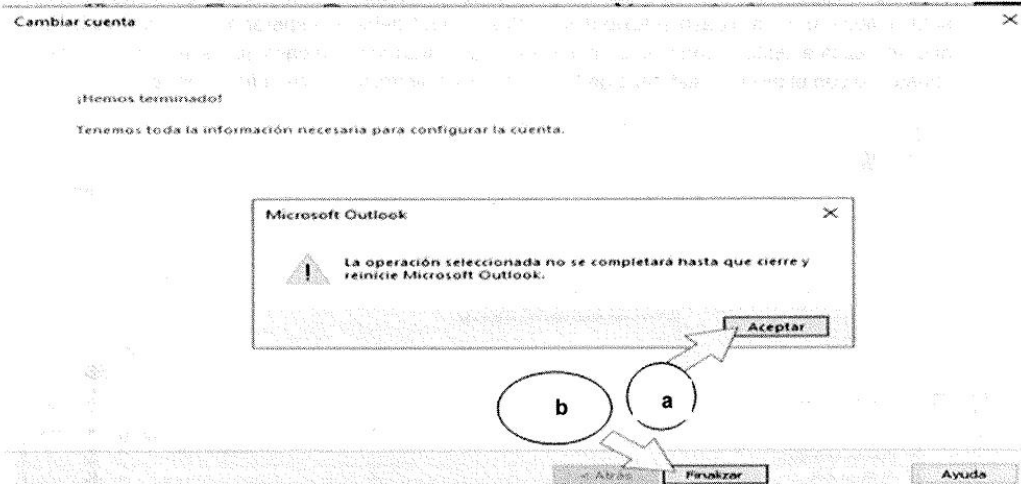 Cambiar cuenta
¡Hemos terminado!
Tenemos toda la información necesaria para configurar la cuenta.
Microsoft Outlook
La operación seleccionada no se completará hasta que cierre y
reinicie Microsoft Outlook.
Aceptar
a
b
< Atrás
Finalizar
Ayuda